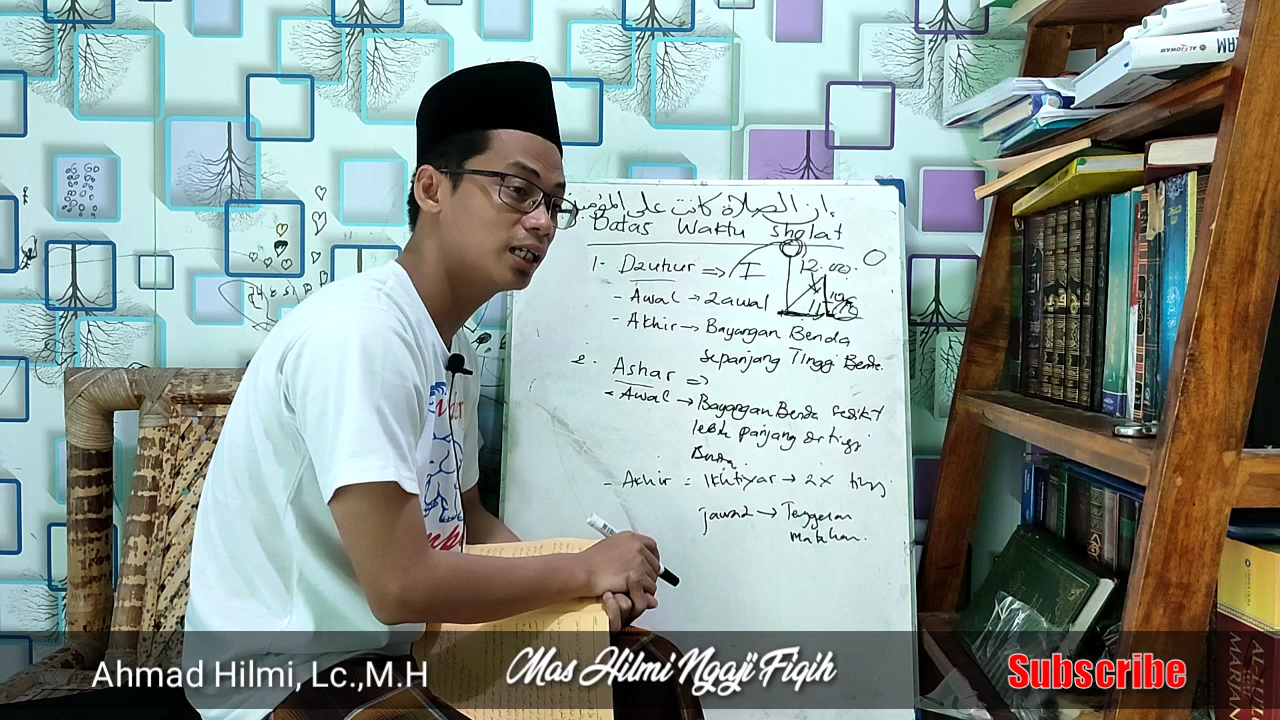 إن الصلاة كانت على المؤمنين
Batas Waktu sholat
1. Dzuhur => I 12.00.
- Awal → zawal
- Akhir → Bayangan Benda
sepanjang Tinggi Benda.
2. Ashar =>
- Awal → Bayangan Benda sedikit
lebih panjang dr tinggi
Benda.
- Akhir = Ikhtiyar → 2x tinggi
jawaz → Tenggelam
matahari.
ALQOWAM
Ahmad Hilmi, Lc.,M.H
Mas Hilmi Ngaji Fiqih
Subscribe